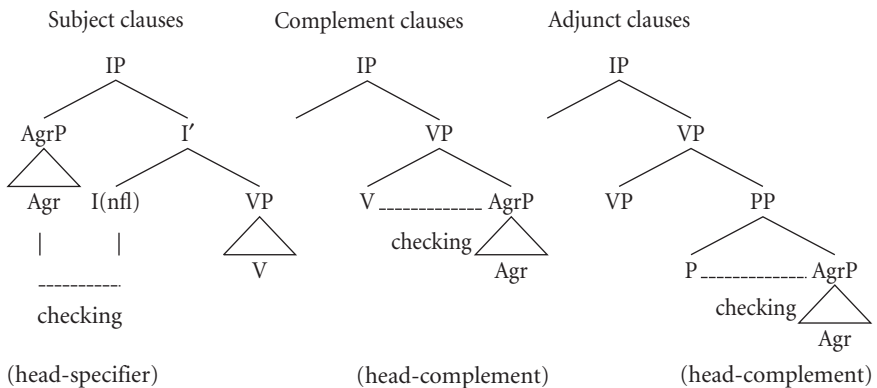 Subject clauses Complement clauses Adjunct clauses
IP IP IP
AgrP I′ VP VP
Agr I(nfl) VP V AgrP VP PP
checking
V Agr P AgrP
checking checking
Agr
(head-specifier) (head-complement) (head-complement)